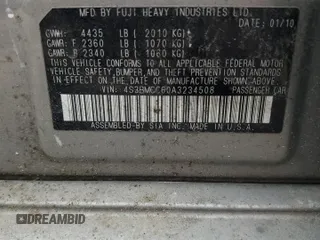 MFD BY FUJI HEAVY INDUSTRIES LTD.
DATE: 01/10
GVWR: 4435 LB ( 2010 KG)
GAWR: F 2360 LB ( 1070 KG)
GAWR: R 2340 LB ( 1060 KG)
THIS VEHICLE CONFORMS TO ALL APPLICABLE FEDERAL MOTOR
VEHICLE SAFETY, BUMPER, AND THEFT PREVENTION STANDARDS
IN EFFECT ON THE DATE OF MANUFACTURE SHOWN ABOVE.
VIN: 4S3BMCC60A3234508 PASSENGER CAR
ASSEMBLED BY SIA INC. MADE IN U.S.A.
DREAMBID